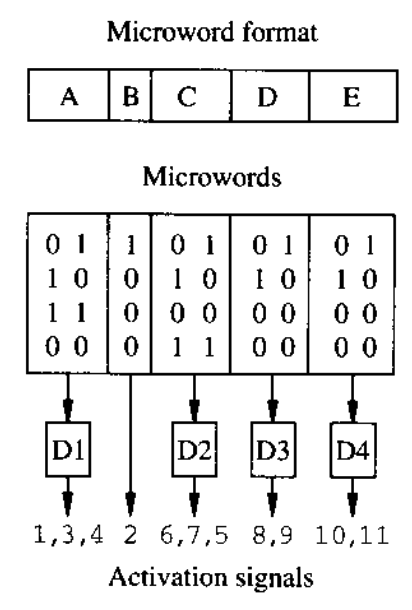 Microword format
A B C D E
Microwords
0 1 1 0 1 0 1 0 1
1 0 0 1 0 1 0 1 0
1 1 0 0 0 0 0 0 0
0 0 0 1 1 0 0 0 0
D1 D2 D3 D4
1,3,4 2 6,7,5 8,9 10,11
Activation signals